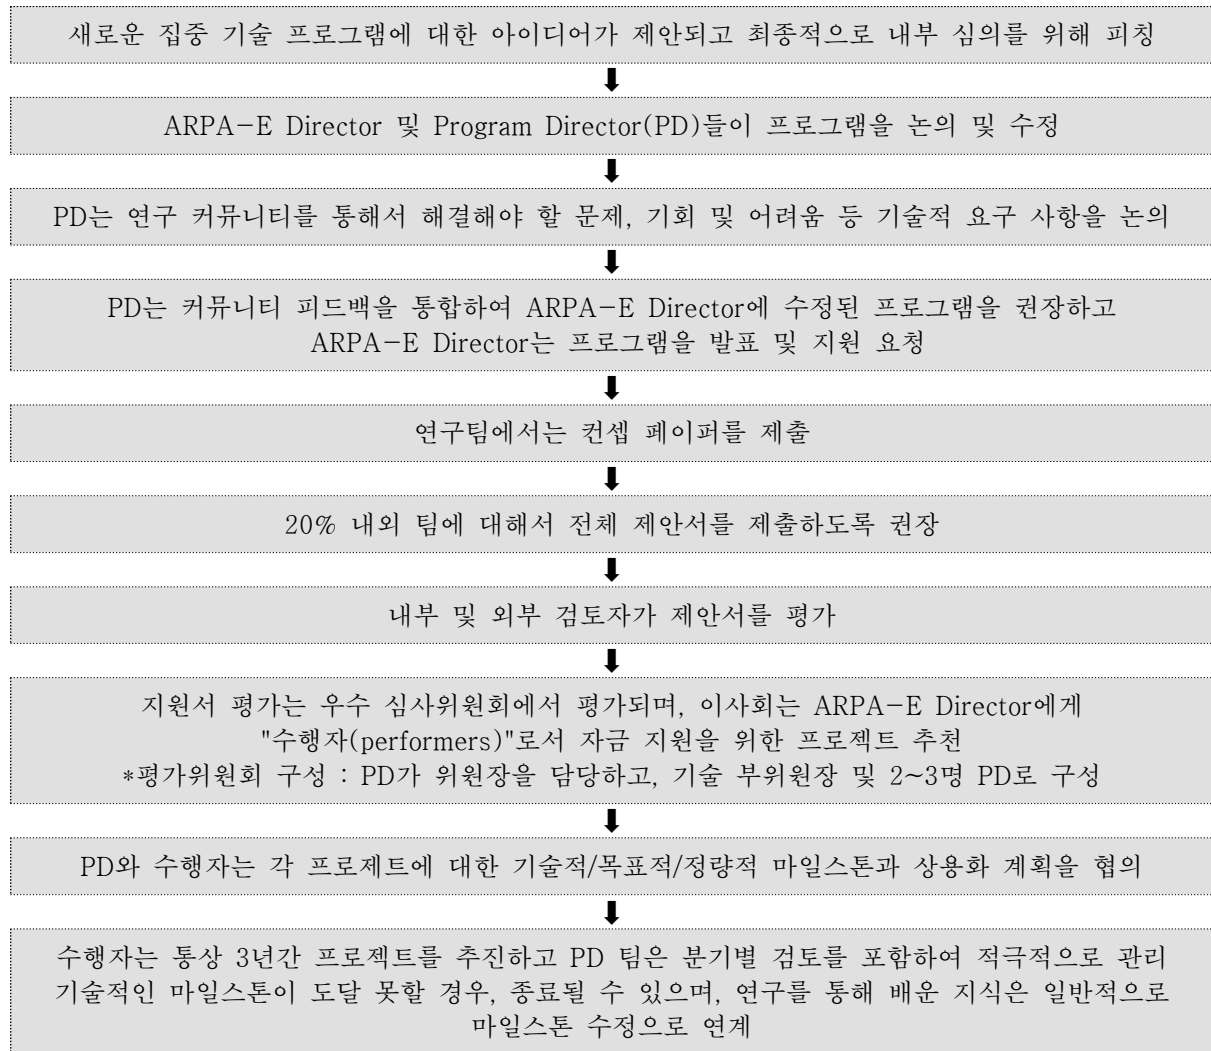 새로운 집중 기술 프로그램에 대한 아이디어가 제안되고 최종적으로 내부 심의를 위해 피칭
ARPA-E Director 및 Program Director(PD)들이 프로그램을 논의 및 수정
PD는 연구 커뮤니티를 통해서 해결해야 할 문제, 기회 및 어려움 등 기술적 요구 사항을 논의
PD는 커뮤니티 피드백을 통합하여 ARPA-E Director에 수정된 프로그램을 권장하고
ARPA-E Director는 프로그램을 발표 및 지원 요청
연구팀에서는 컨셉 페이퍼를 제출
20% 내외 팀에 대해서 전체 제안서를 제출하도록 권장
내부 및 외부 검토자가 제안서를 평가
지원서 평가는 우수 심사위원회에서 평가되며, 이사회는 ARPA-E Director에게
"수행자(performers)"로서 자금 지원을 위한 프로젝트 추천
*평가위원회 구성 : PD가 위원장을 담당하고, 기술 부위원장 및 2~3명 PD로 구성
PD와 수행자는 각 프로제트에 대한 기술적/목표적/정량적 마일스톤과 상용화 계획을 협의
수행자는 통상 3년간 프로젝트를 추진하고 PD 팀은 분기별 검토를 포함하여 적극적으로 관리
기술적인 마일스톤이 도달 못할 경우, 종료될 수 있으며, 연구를 통해 배운 지식은 일반적으로
마일스톤 수정으로 연계